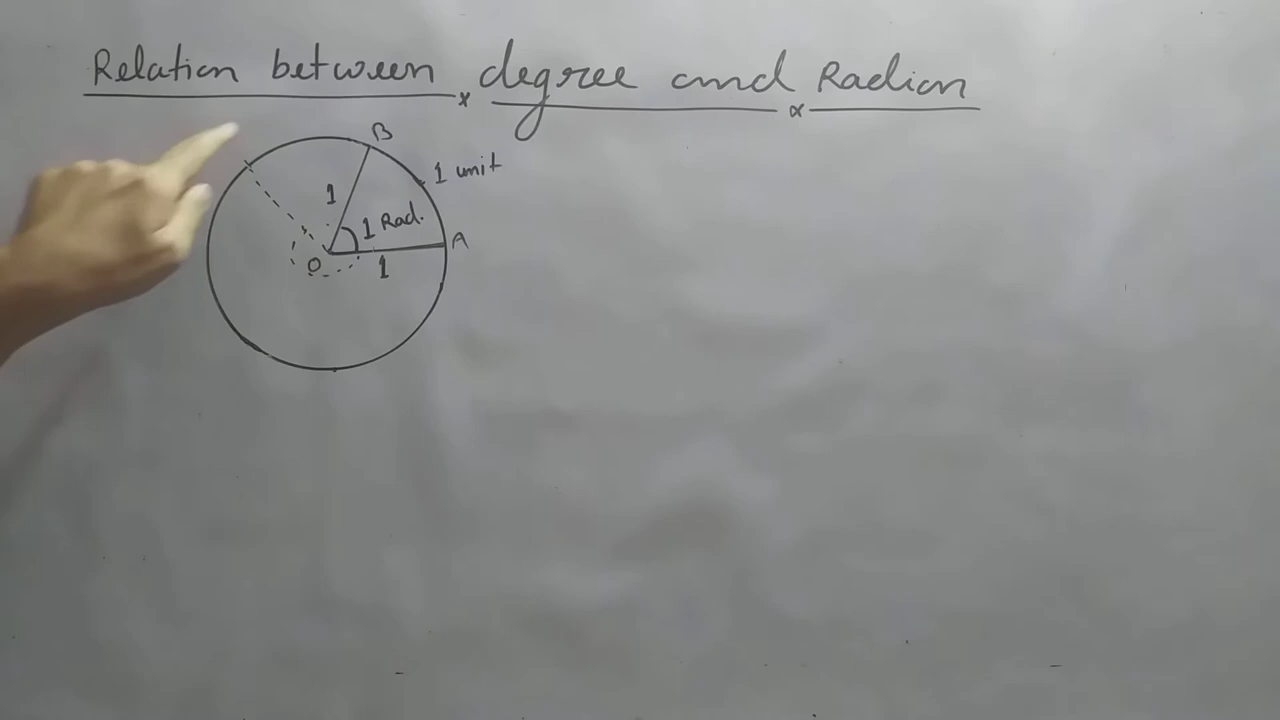 Relation between degree and Radian
B
1 unit
1
1 Rad.
A
O
1